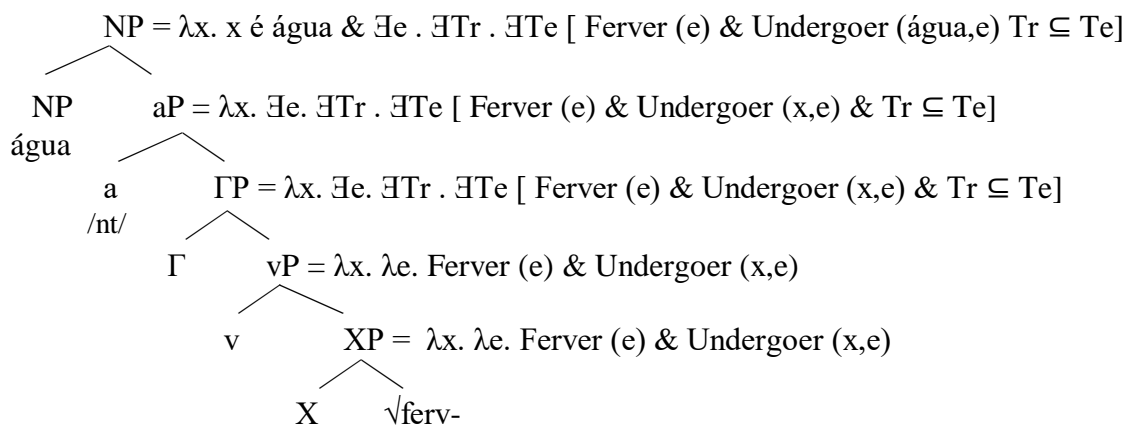 NP = λx. x é água & ∃e . ∃Tr . ∃Te [ Ferver (e) & Undergoer (água,e) Tr ⊆ Te]
NP aP = λx. ∃e. ∃Tr . ∃Te [ Ferver (e) & Undergoer (x,e) & Tr ⊆ Te]
água
a ΓP = λx. ∃e. ∃Tr . ∃Te [ Ferver (e) & Undergoer (x,e) & Tr ⊆ Te]
/nt/
Γ vP = λx. λe. Ferver (e) & Undergoer (x,e)
v XP = λx. λe. Ferver (e) & Undergoer (x,e)
X √ferv-